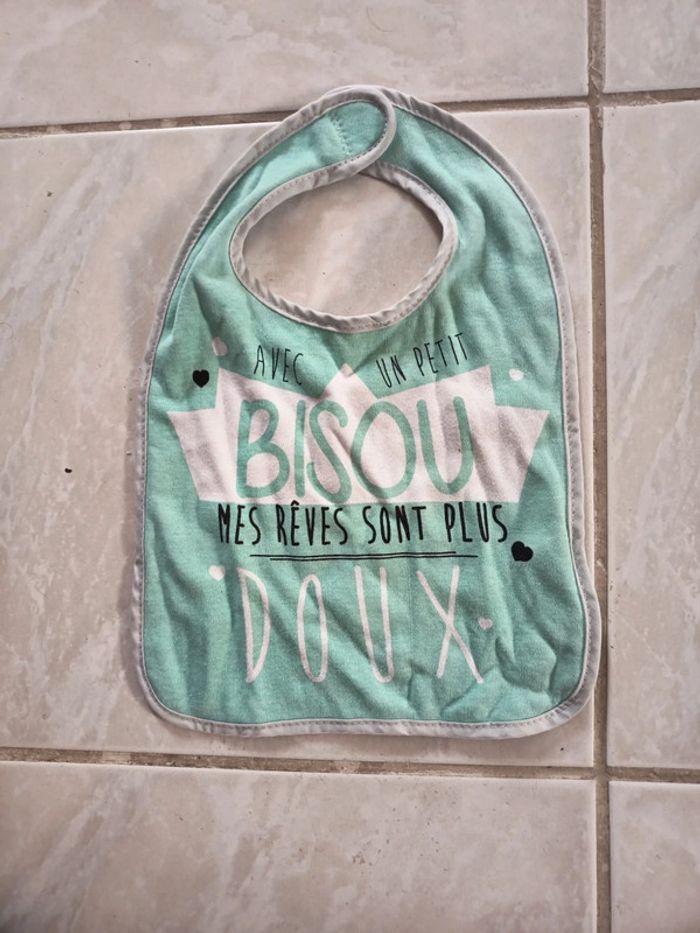 AVEC UN PETIT
BISOU
MES RÊVES SONT PLUS
DOUX